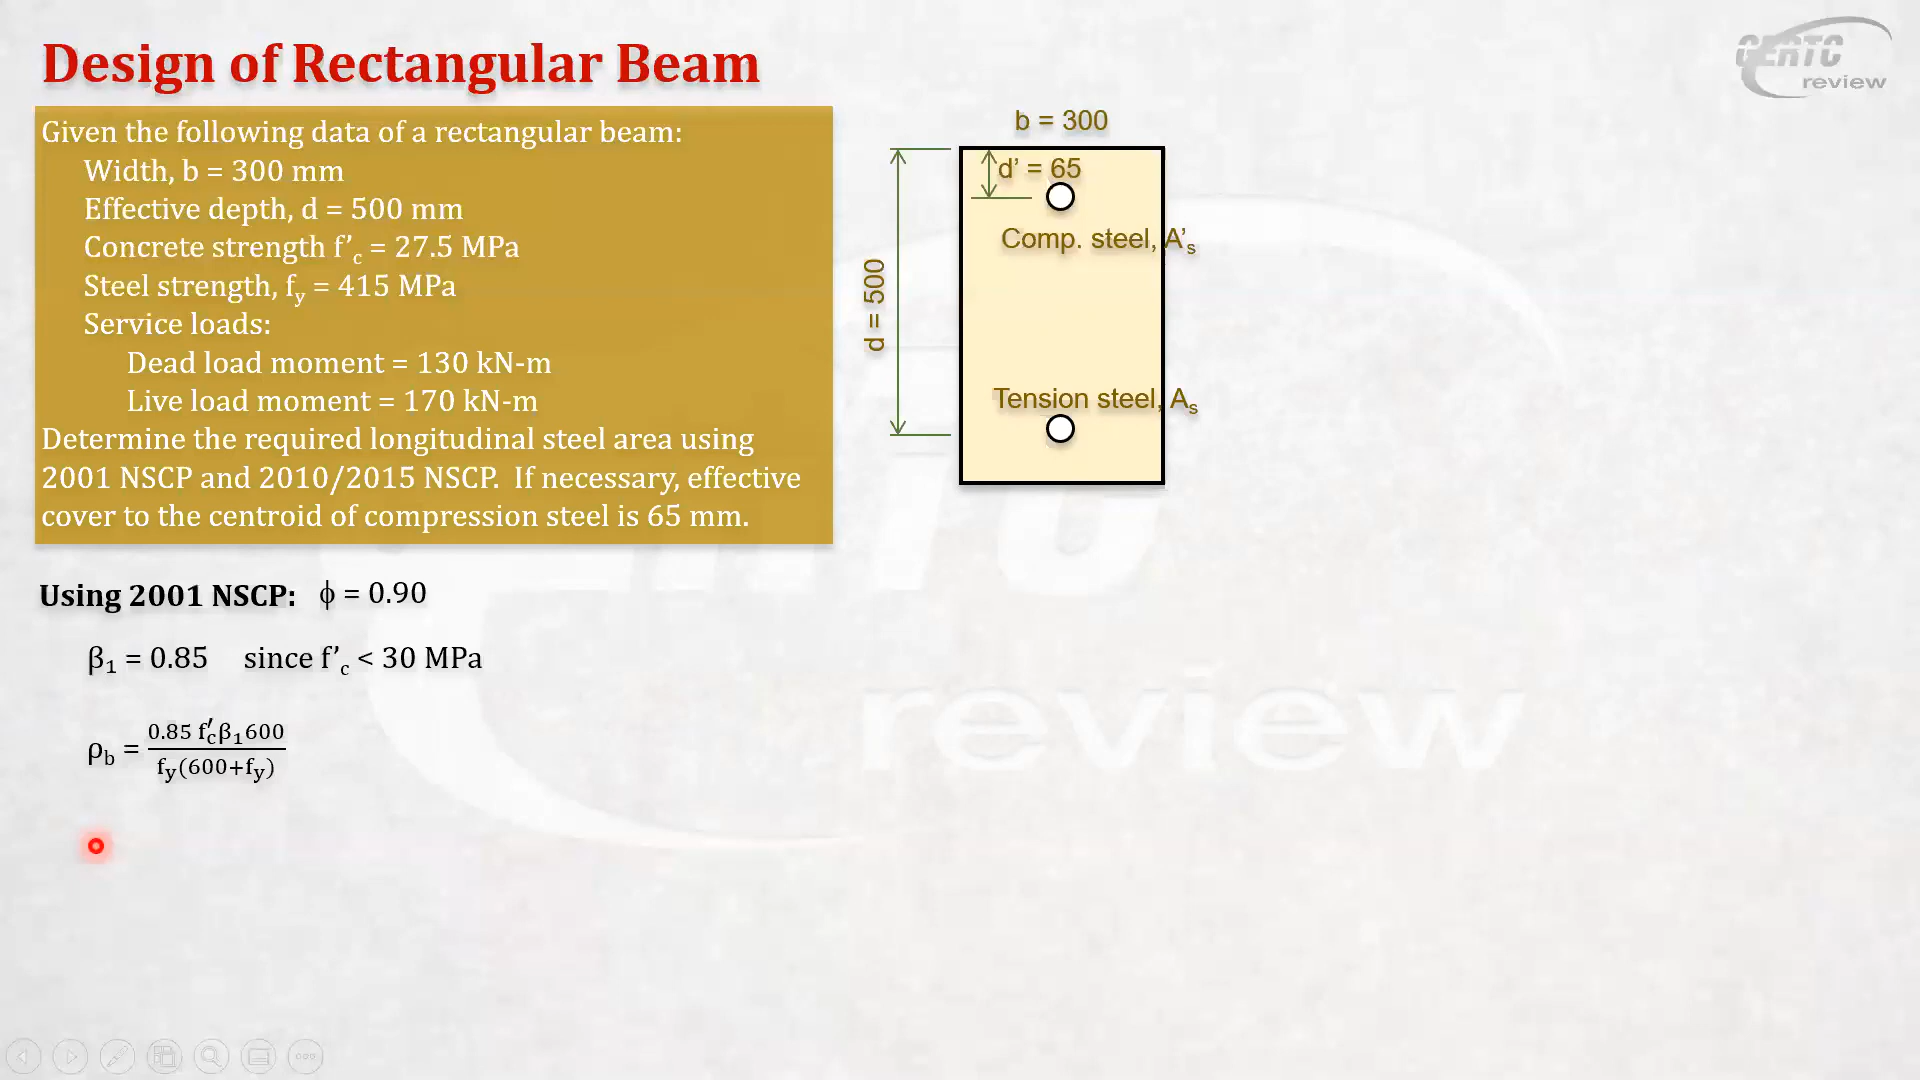 Design of Rectangular Beam
CERTC
review
Given the following data of a rectangular beam:
Width, b = 300 mm
Effective depth, d = 500 mm
Concrete strength f’c = 27.5 MPa
Steel strength, fy = 415 MPa
Service loads:
Dead load moment = 130 kN-m
Live load moment = 170 kN-m
Determine the required longitudinal steel area using
2001 NSCP and 2010/2015 NSCP.  If necessary, effective
cover to the centroid of compression steel is 65 mm.
b = 300
d’ = 65
Comp. steel, A’s
d = 500
Tension steel, As
Using 2001 NSCP: ϕ = 0.90
β1 = 0.85 since f’c < 30 MPa
ρb = 0.85 f′cβ1600 / fy(600+fy)
review